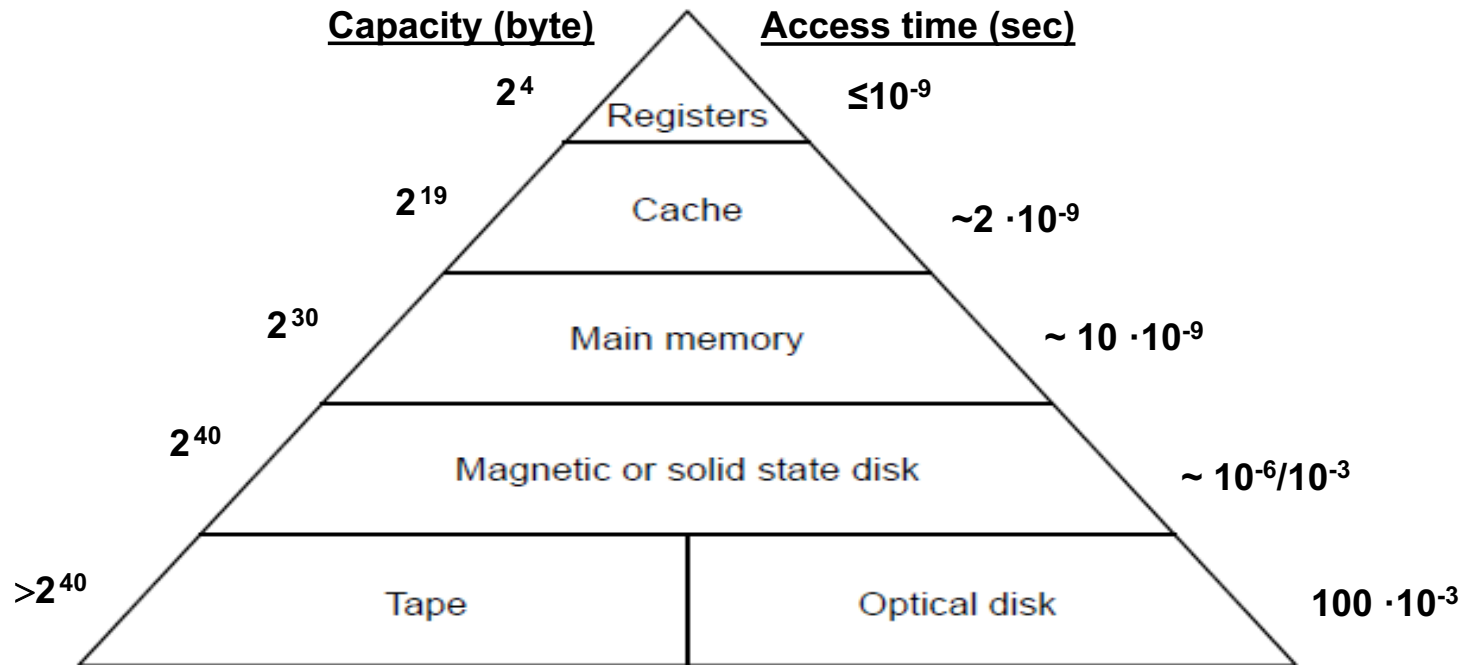 Capacity (byte) Access time (sec)
2⁴ Registers ≤10⁻⁹
2¹⁹ Cache ~2 ·10⁻⁹
2³⁰ Main memory ~ 10 ·10⁻⁹
2⁴⁰ Magnetic or solid state disk ~ 10⁻⁶/10⁻³
>2⁴⁰ Tape Optical disk 100 ·10⁻³